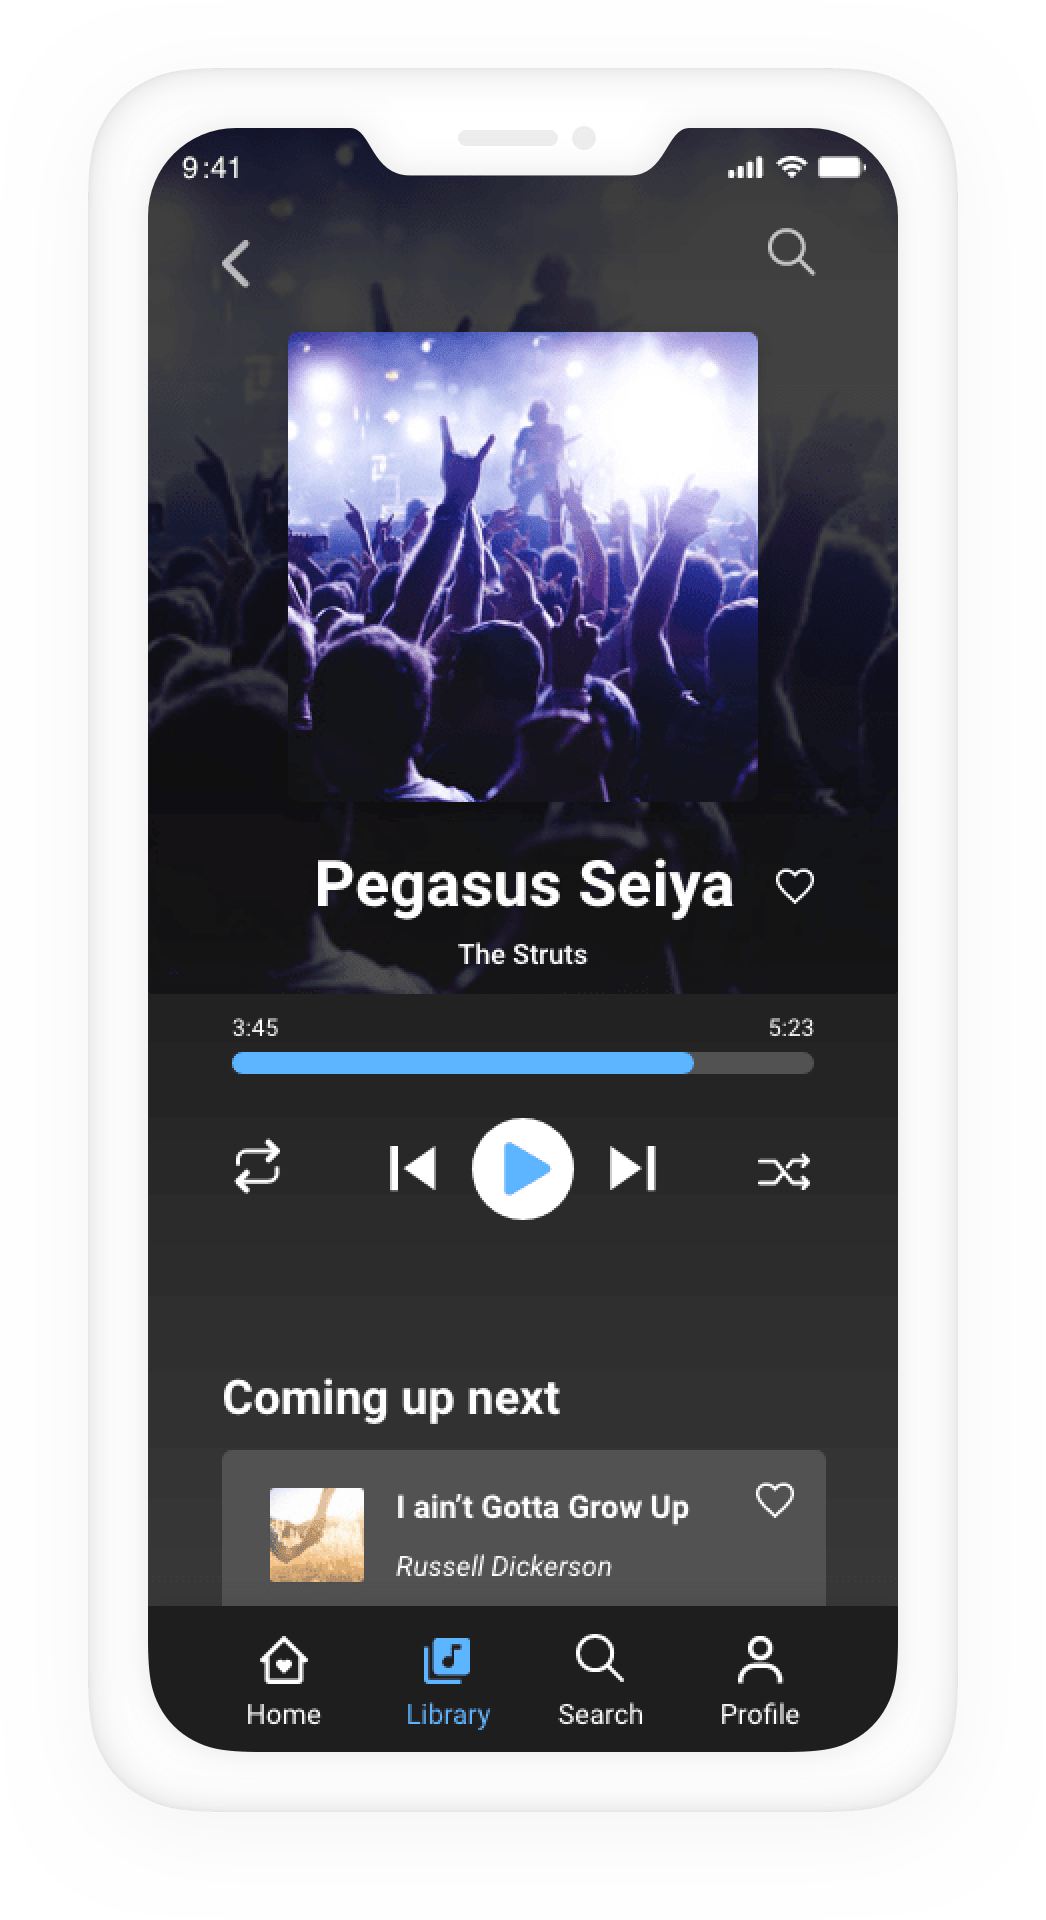 9:41
Pegasus Seiya
The Struts
3:45 5:23
Coming up next
I ain’t Gotta Grow Up
Russell Dickerson
Home Library Search Profile